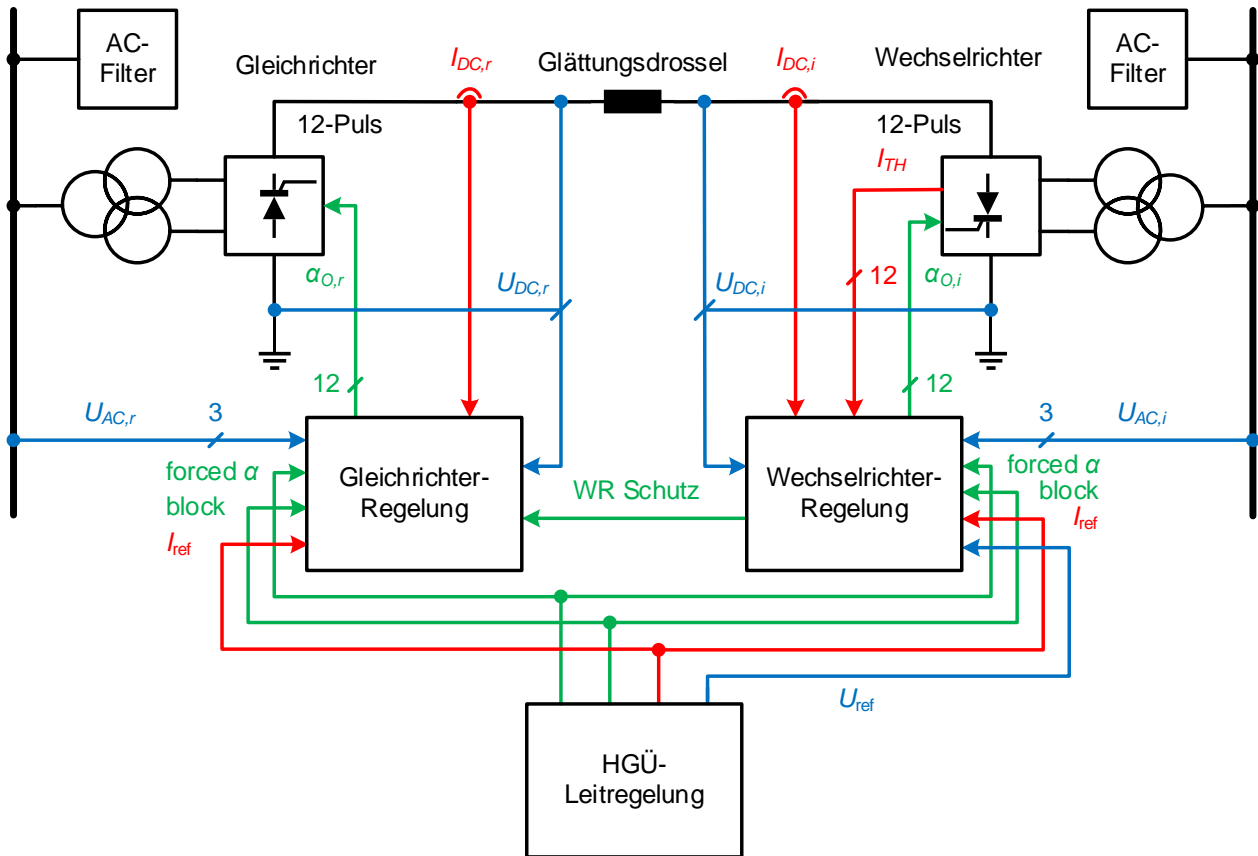 AC-
Filter
AC-
Filter
Gleichrichter
I_DC,r
Glättungsdrossel
I_DC,i
Wechselrichter
12-Puls
12-Puls
I_TH
α_O,r
U_DC,r
U_DC,i
12
α_O,i
12
12
U_AC,r
3
3
U_AC,i
forced α
block
I_ref
Gleichrichter-
Regelung
WR Schutz
Wechselrichter-
Regelung
forced α
block
I_ref
U_ref
HGÜ-
Leitregelung